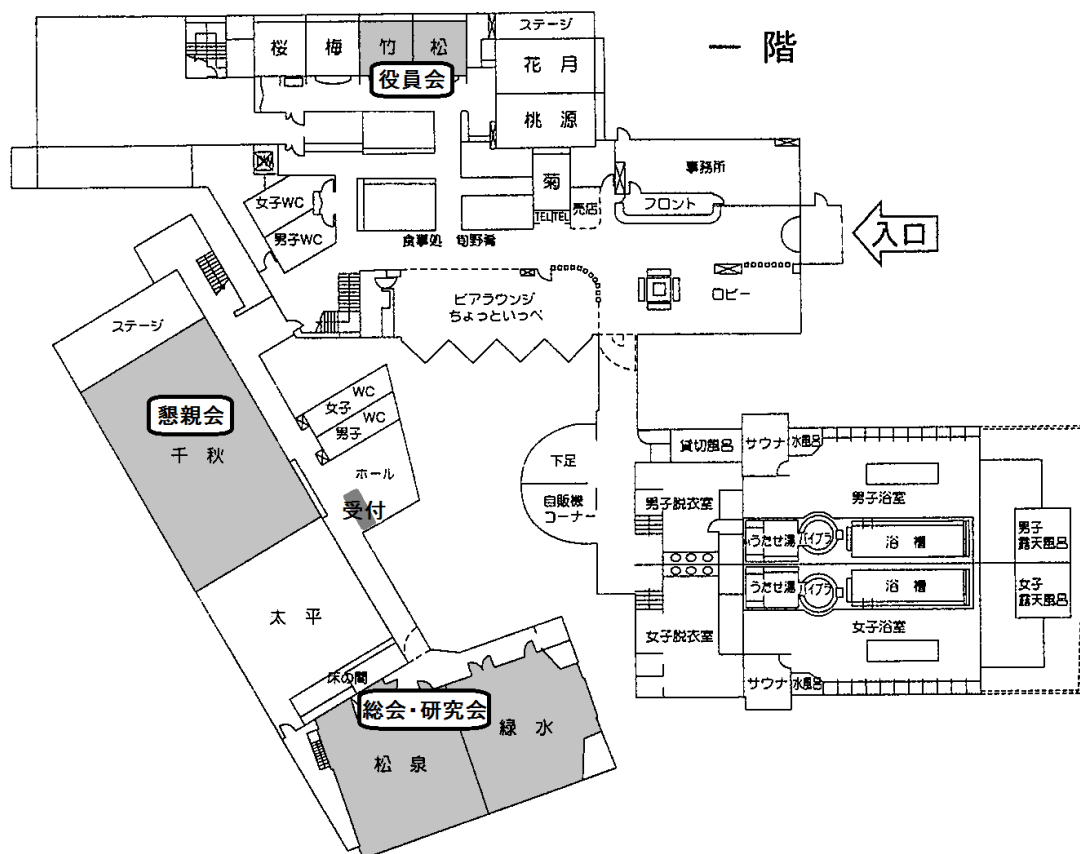 一階
ステージ
桜
梅
竹
松
役員会
花月
桃源
事務所
菊
売店
フロント
TEL
TEL
入口
女子WC
男子WC
食事処 旬野肴
ロビー
ビアラウンジ
ちょっといっぺ
ステージ
懇親会
千秋
WC
女子
WC
男子
ホール
受付
下足
自販機
コーナー
貸切風呂
サウナ
水風呂
男子脱衣室
男子浴室
うたせ湯
バイブラ
浴槽
男子
露天風呂
うたせ湯
バイブラ
浴槽
女子
露天風呂
女子脱衣室
女子浴室
サウナ
水風呂
太平
床の間
総会・研究会
松泉
緑水